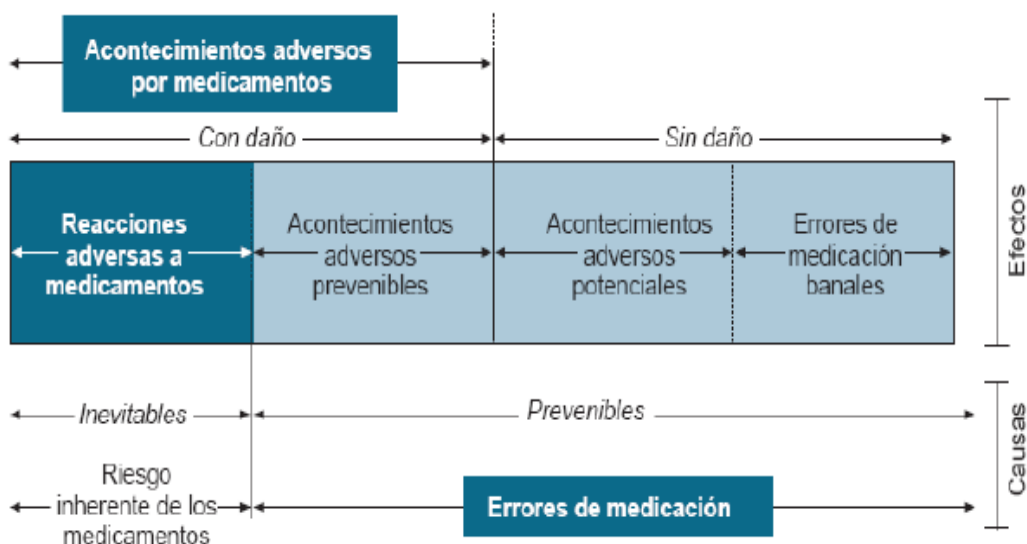 Acontecimientos adversos
por medicamentos
Con daño
Sin daño
Reacciones
adversas a
medicamentos
Acontecimientos
adversos
prevenibles
Acontecimientos
adversos
potenciales
Errores de
medicación
banales
Efectos
Inevitables
Prevenibles
Riesgo
inherente de los
medicamentos
Errores de medicación
Causas